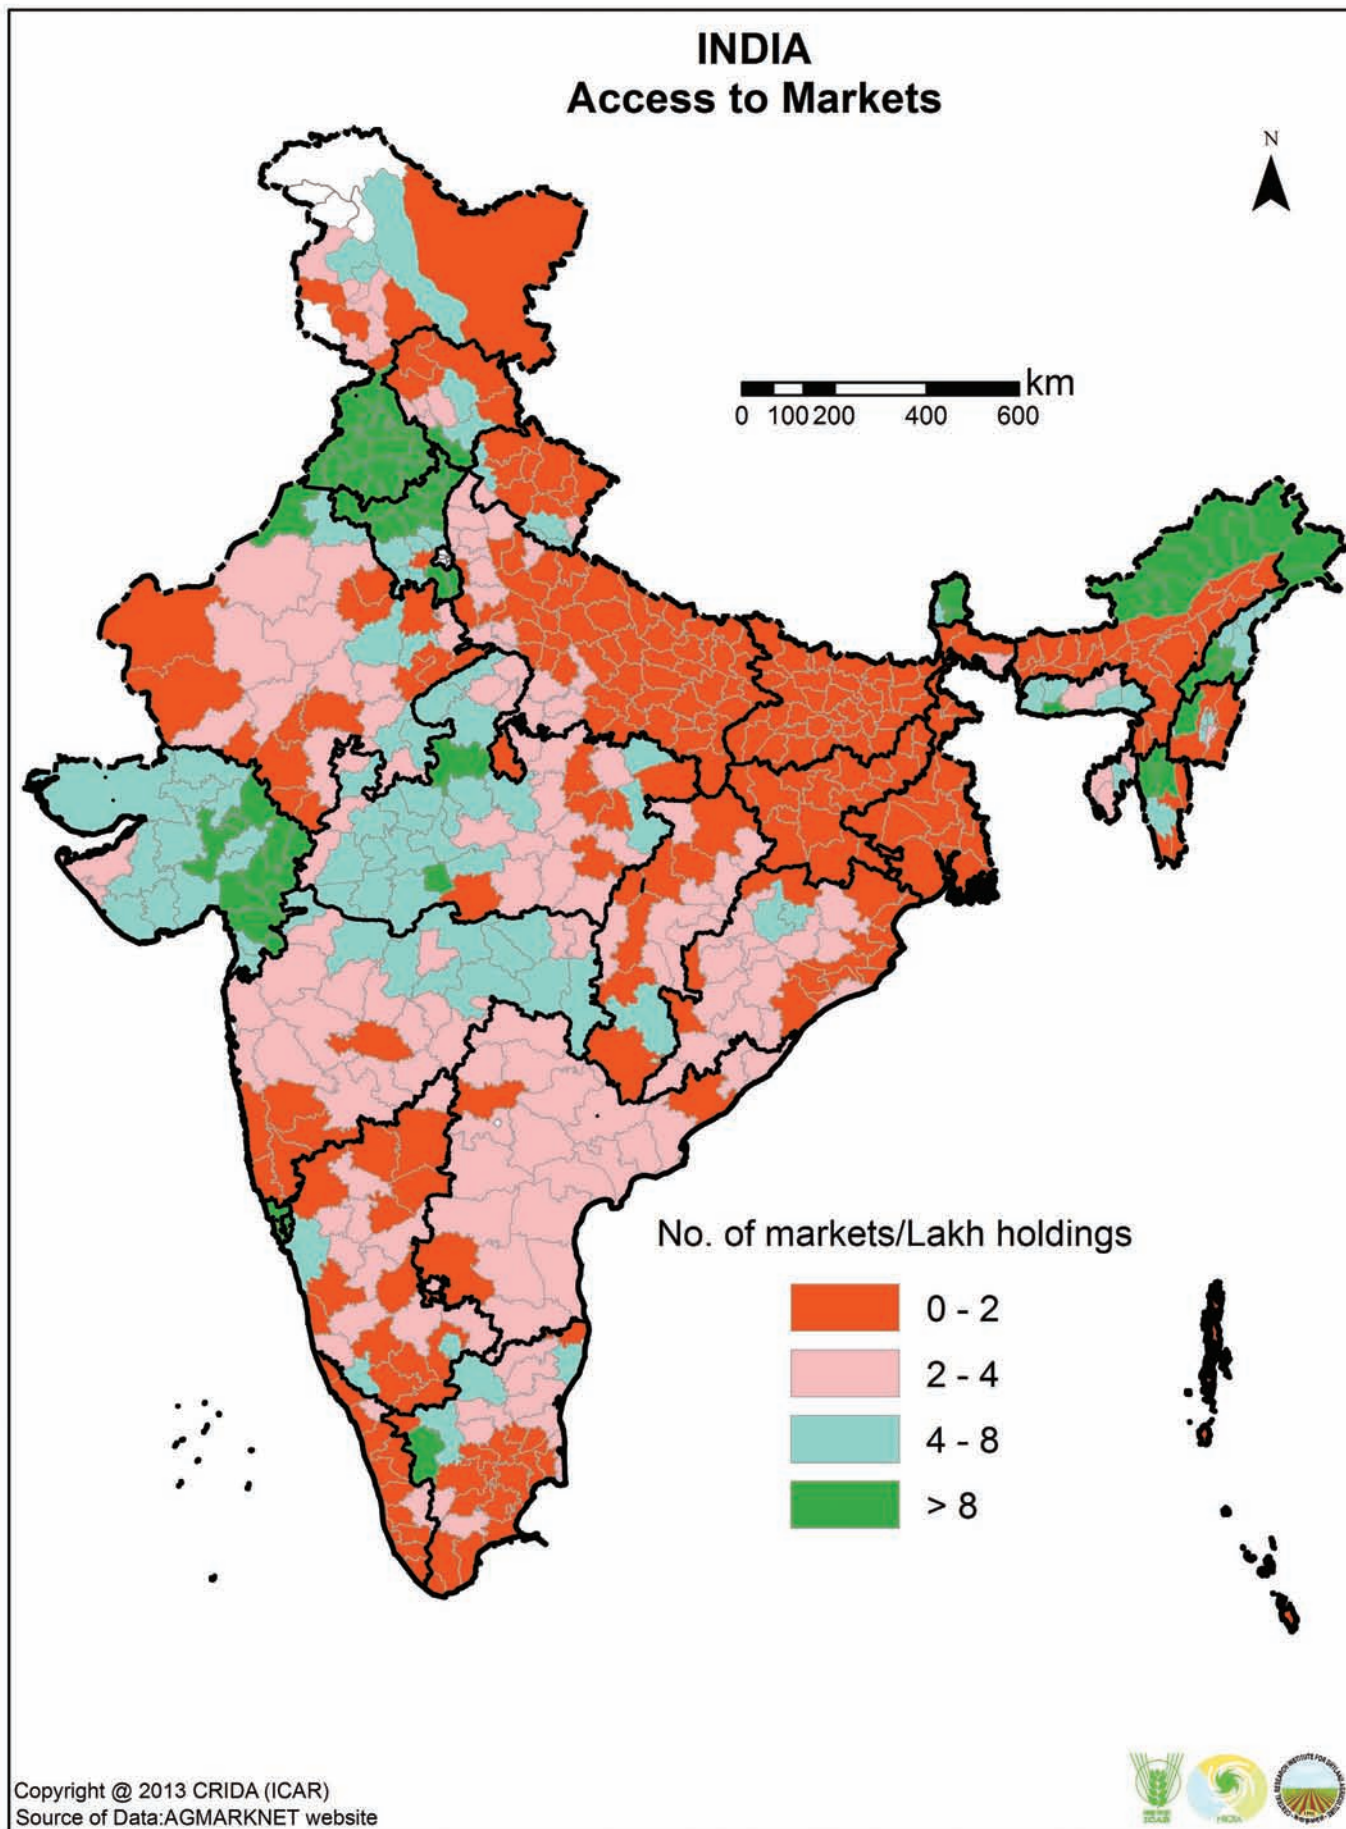 INDIA
Access to Markets
N
km
0 100 200 400 600
No. of markets/Lakh holdings
0 - 2
2 - 4
4 - 8
> 8
Copyright @ 2013 CRIDA (ICAR)
Source of Data:AGMARKNET website